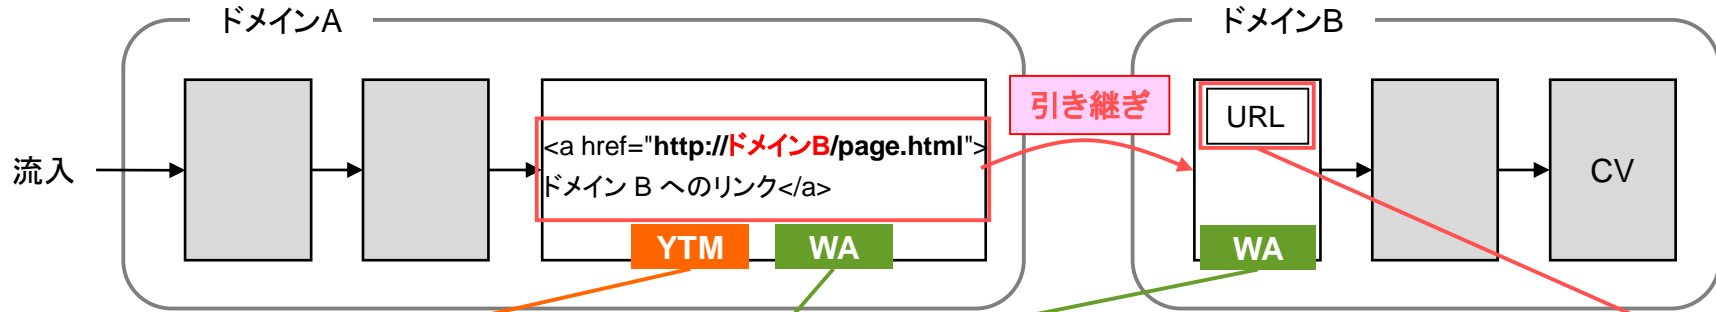 ドメインA
ドメインB
引き継ぎ
URL
<a href="http://ドメインB/page.html">
ドメイン B へのリンク</a>
流入
CV
YTM
WA
WA